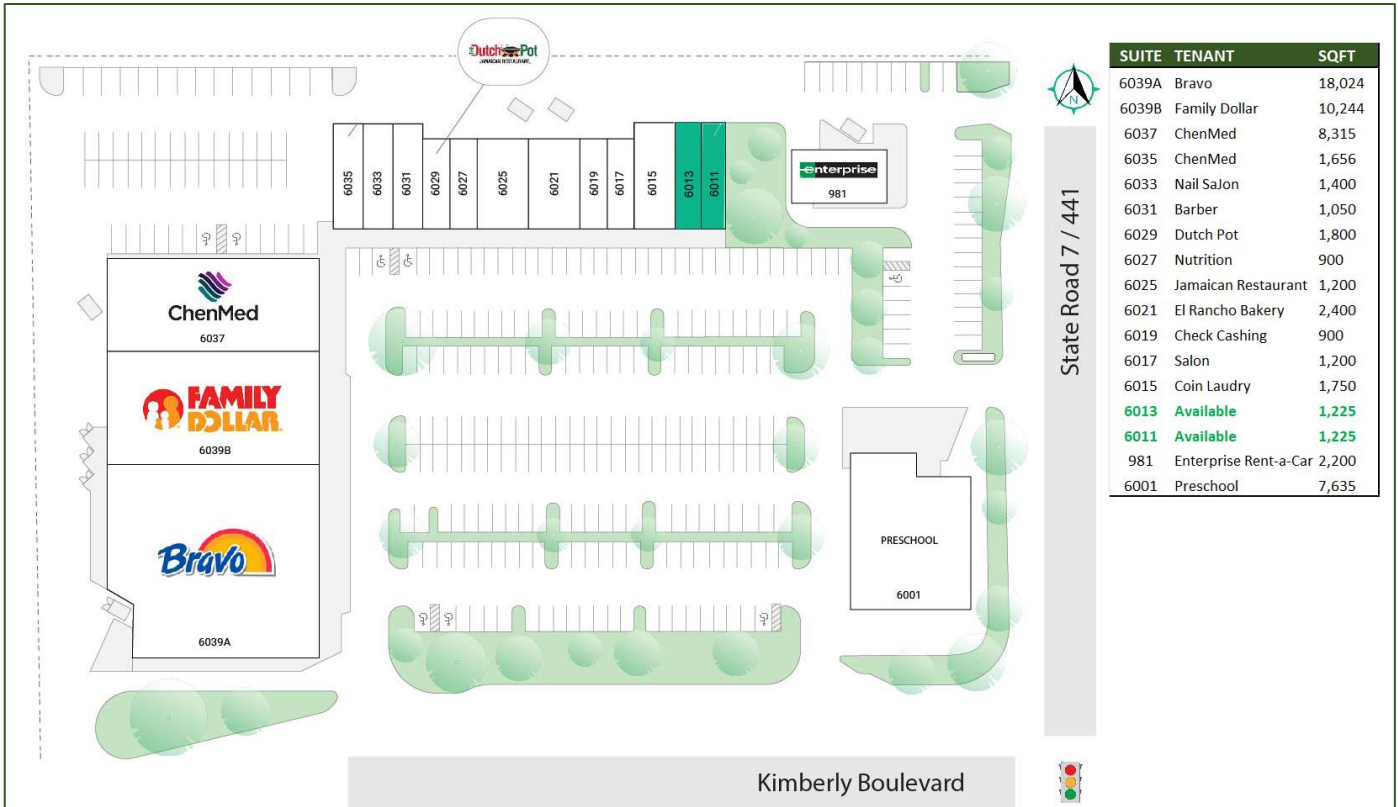 Dutch Pot
JAMAICAN RESTAURANT
N
6035
6033
6031
6029
6027
6025
6021
6019
6017
6015
6013
6011
enterprise
981
ChenMed
6037
FAMILY
DOLLAR
6039B
Bravo
6039A
PRESCHOOL
6001
State Road 7 / 441
Kimberly Boulevard
SUITE TENANT SQFT
6039A Bravo 18,024
6039B Family Dollar 10,244
6037 ChenMed 8,315
6035 ChenMed 1,656
6033 Nail SaJon 1,400
6031 Barber 1,050
6029 Dutch Pot 1,800
6027 Nutrition 900
6025 Jamaican Restaurant 1,200
6021 El Rancho Bakery 2,400
6019 Check Cashing 900
6017 Salon 1,200
6015 Coin Laudry 1,750
6013 Available 1,225
6011 Available 1,225
981 Enterprise Rent-a-Car 2,200
6001 Preschool 7,635